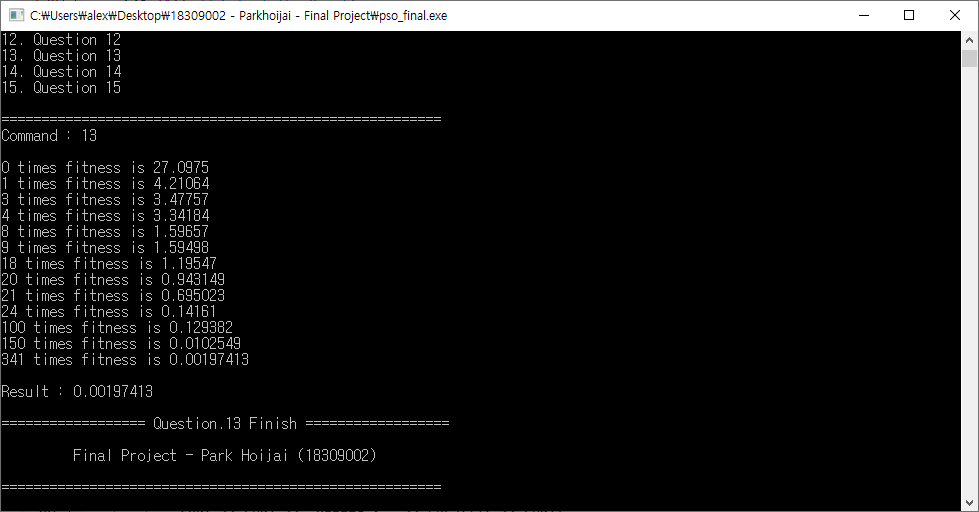 C:₩Users₩alex₩Desktop₩18309002 - Parkhoijai - Final Project₩pso_final.exe
12. Question 12
13. Question 13
14. Question 14
15. Question 15
=======================================================
Command : 13
0 times fitness is 27.0975
1 times fitness is 4.21064
3 times fitness is 3.47757
4 times fitness is 3.34184
8 times fitness is 1.59657
9 times fitness is 1.59498
18 times fitness is 1.19547
20 times fitness is 0.943149
21 times fitness is 0.695023
24 times fitness is 0.14161
100 times fitness is 0.129382
150 times fitness is 0.0102549
341 times fitness is 0.00197413
Result : 0.00197413
================== Question.13 Finish ==================
Final Project - Park Hoijai (18309002)
=======================================================